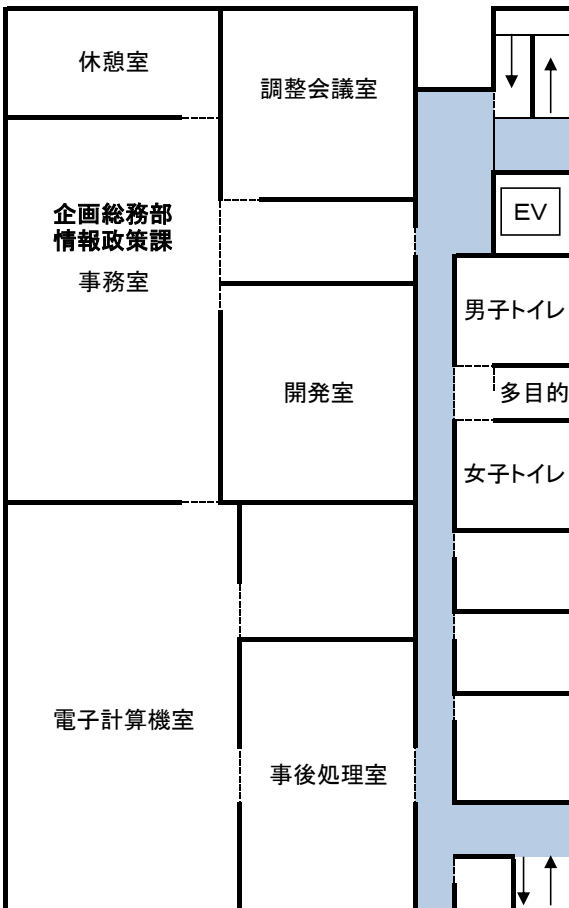 休憩室
調整会議室
企画総務部
情報政策課
事務室
EV
男子トイレ
開発室
多目的
女子トイレ
電子計算機室
事後処理室